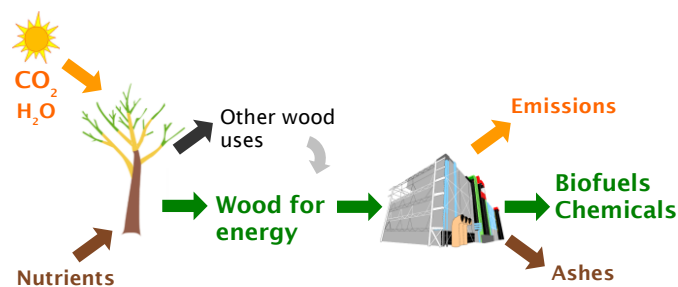 CO₂
H₂O
Nutrients
Other wood
uses
Wood for
energy
Emissions
Biofuels
Chemicals
Ashes